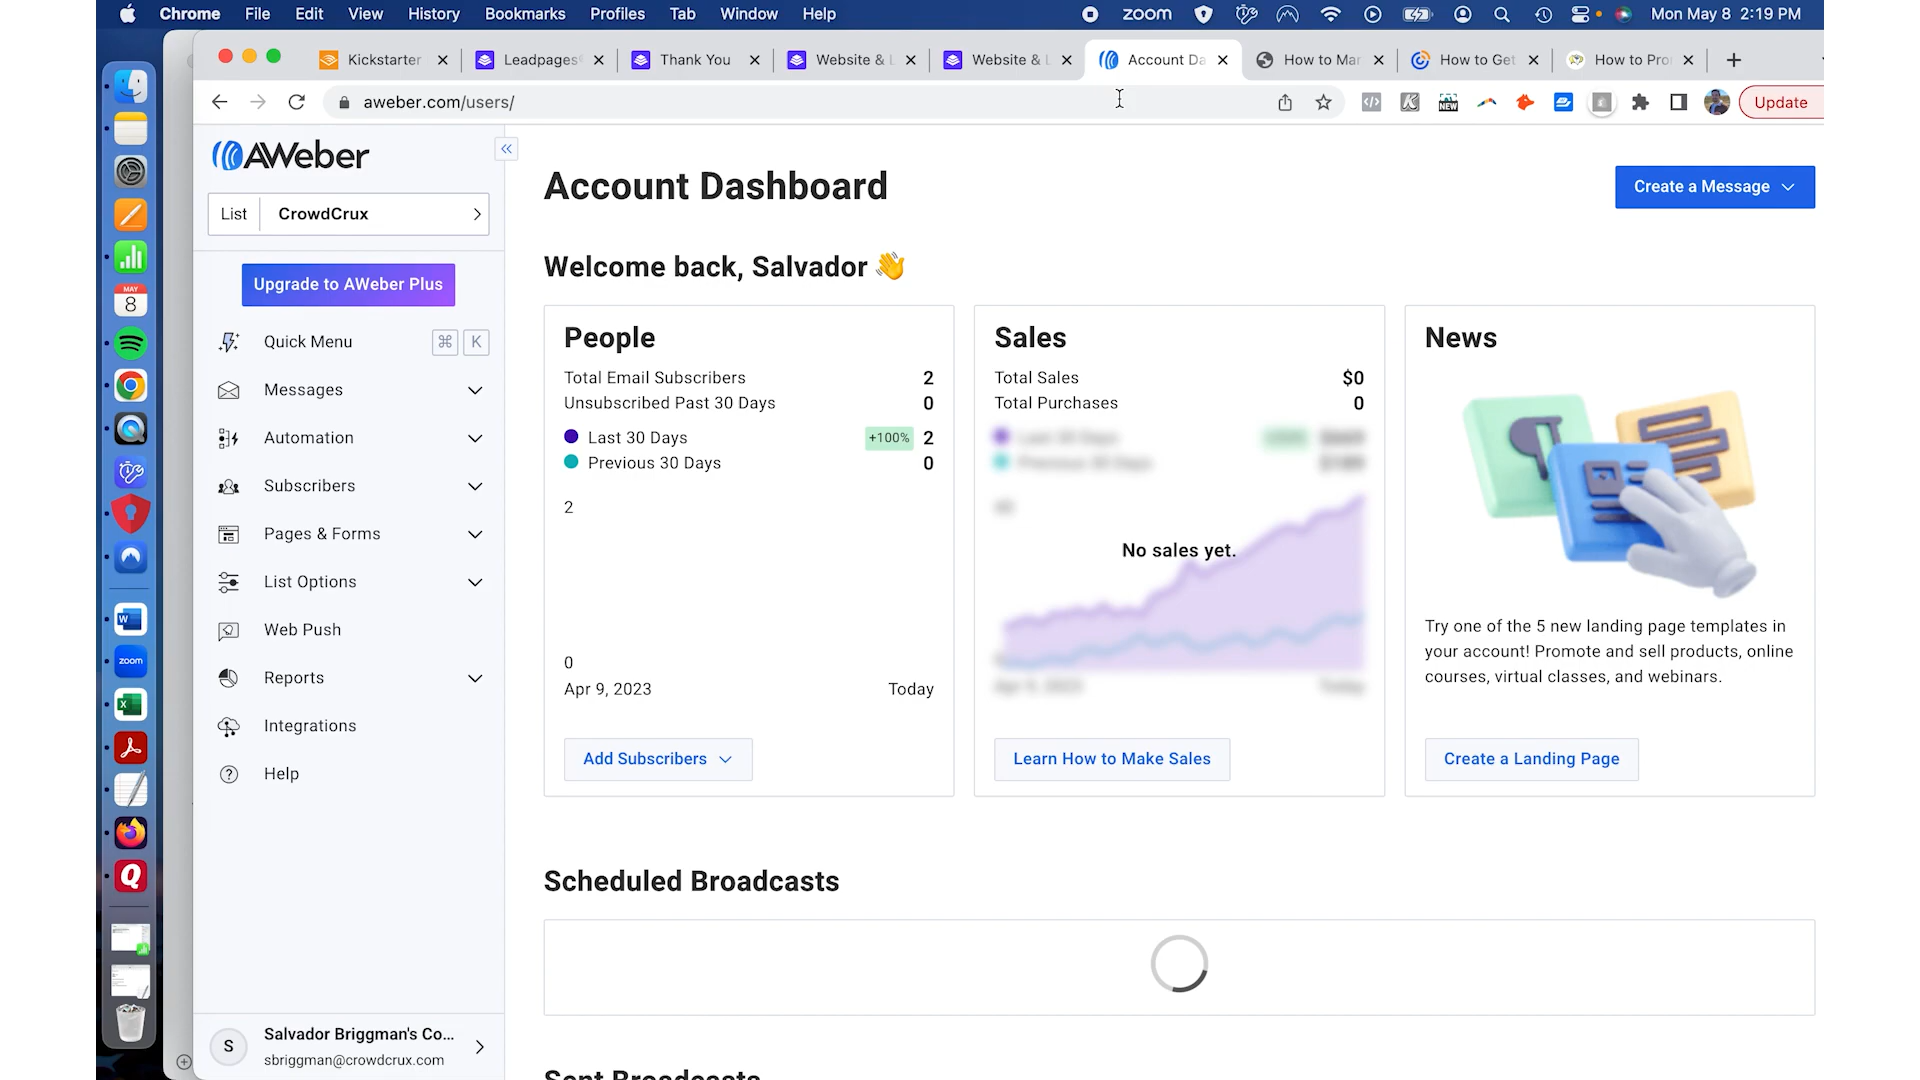 Chrome File Edit View History Bookmarks Profiles Tab Window Help zoom Mon May 8 2:19 PM
Kickstarter Leadpages Thank You Website & L Website & L Account Da How to Mar How to Get How to Pro
aweber.com/users/ NEW Update
AWeber
List CrowdCrux
Upgrade to AWeber Plus
Quick Menu ⌘ K
Messages
Automation
Subscribers
Pages & Forms
List Options
Web Push
Reports
Integrations
Help
S Salvador Briggman's Co...
sbriggman@crowdcrux.com
MAY
8
zoom
Account Dashboard
Create a Message
Welcome back, Salvador 👋
People
Total Email Subscribers 2
Unsubscribed Past 30 Days 0
Last 30 Days +100% 2
Previous 30 Days 0
2
0
Apr 9, 2023 Today
Add Subscribers
Sales
Total Sales $0
Total Purchases 0
No sales yet.
Learn How to Make Sales
News
Try one of the 5 new landing page templates in
your account! Promote and sell products, online
courses, virtual classes, and webinars.
Create a Landing Page
Scheduled Broadcasts
Sent Broadcasts